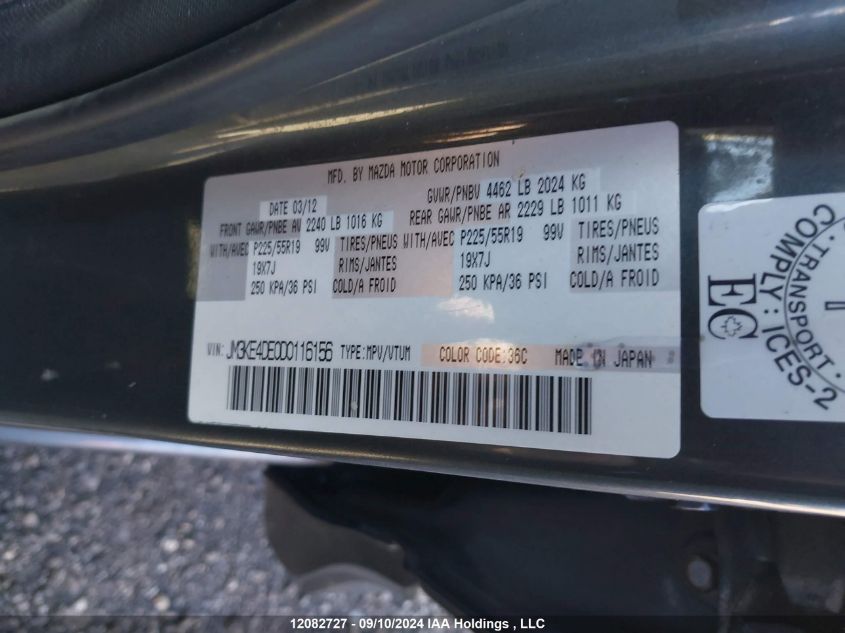 MFD. BY MAZDA MOTOR CORPORATION
DATE 03/12 GVWR/PNBV 4462 LB 2024 KG
FRONT GAWR/PNBE AV 2240 LB 1016 KG REAR GAWR/PNBE AR 2229 LB 1011 KG
WITH/AVEC P225/55R19 99V TIRES/PNEUS WITH/AVEC P225/55R19 99V TIRES/PNEUS
19X7J RIMS/JANTES 19X7J RIMS/JANTES
250 KPA/36 PSI COLD/A FROID 250 KPA/36 PSI COLD/A FROID
VIN: JM3KE4DE0D0116156 TYPE:MPV/VTUM COLOR CODE:36C MADE IN JAPAN
EC
COMPLY: ICES-2
TRANSPORT
12082727 - 09/10/2024 IAA Holdings , LLC